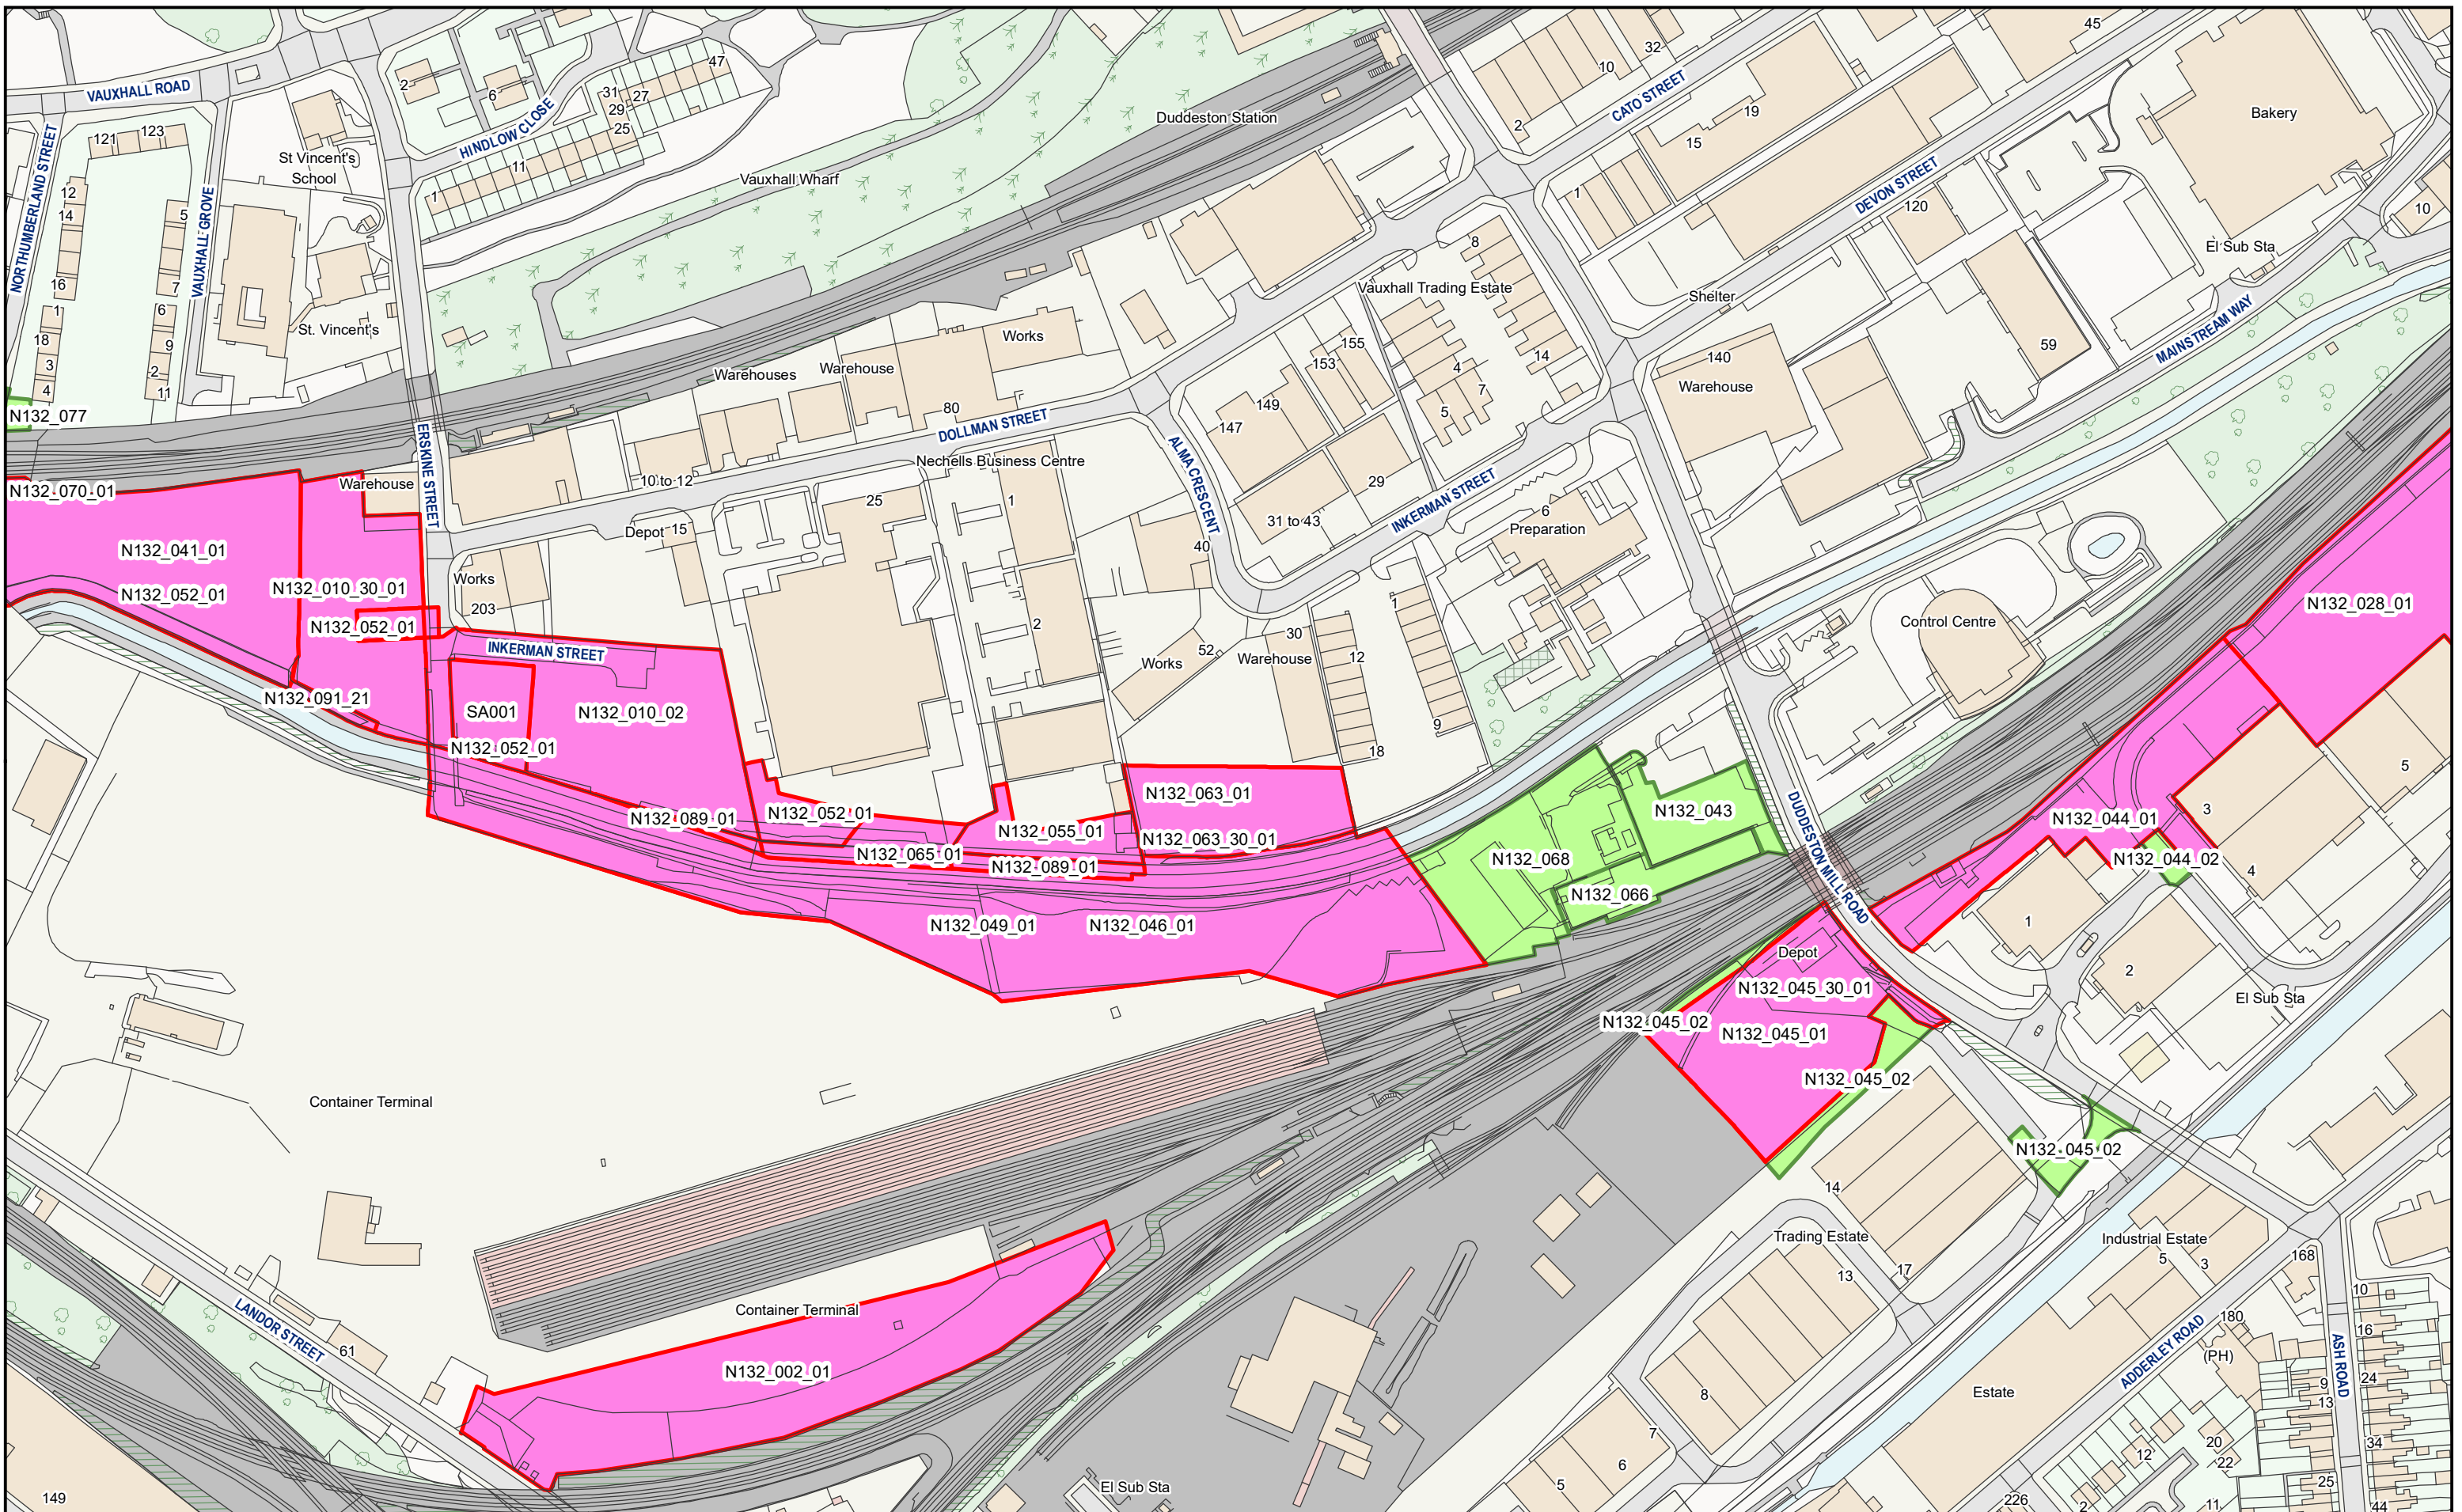 45
47
2
6
31
27
29
25
32
10
2
CATO STREET
19
15
Bakery
VAUXHALL ROAD
HINDLOW CLOSE
Duddeston Station
NORTHUMBERLAND STREET
121
123
St Vincent's
School
11
1
Vauxhall Wharf
12
14
5
VAUXHALL GROVE
16
7
1
6
18
9
3
2
4
11
St. Vincent's
1
DEVON STREET
120
10
8
El Sub Sta
Vauxhall Trading Estate
Shelter
MAINSTREAM WAY
Works
Warehouse
Warehouses
155
153
14
4
7
5
140
Warehouse
59
N132_077
80
DOLLMAN STREET
149
147
ERSKINE STREET
ALMA CRESCENT
Nechells Business Centre
N132_070_01
Warehouse
10 to 12
29
INKERMAN STREET
25
1
31 to 43
6
Preparation
Depot
15
40
N132_041_01
N132_052_01
N132_010_30_01
Works
203
N132_052_01
2
1
Control Centre
N132_028_01
INKERMAN STREET
52
Works
30
Warehouse
12
N132_091_21
SA001
N132_010_02
N132_052_01
9
18
5
N132_089_01
N132_052_01
N132_063_01
N132_055_01
N132_063_30_01
N132_065_01
N132_089_01
N132_043
N132_068
N132_066
DUDDESTON MILL ROAD
N132_044_01
3
N132_044_02
4
N132_049_01
N132_046_01
1
2
Depot
N132_045_30_01
N132_045_02
N132_045_01
El Sub Sta
N132_045_02
Container Terminal
N132_045_02
14
Trading Estate
13
17
Industrial Estate
5
3
168
LANDOR STREET
61
Container Terminal
N132_002_01
8
10
180
16
(PH)
ADDERLEY ROAD
ASH ROAD
24
9
13
Estate
7
6
5
34
20
12
22
25
El Sub Sta
149
226
2
11
44